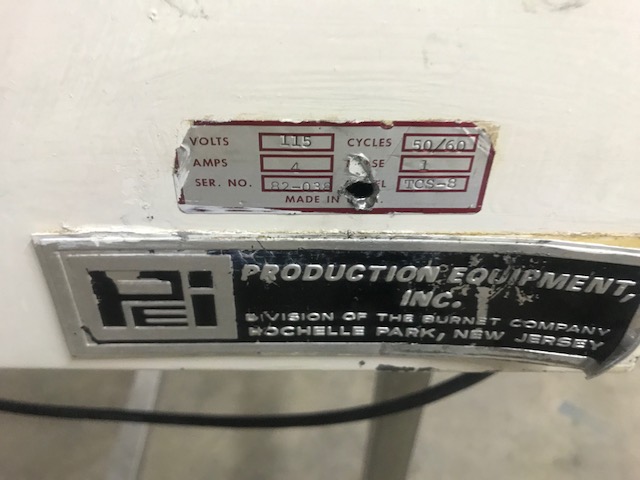 VOLTS 115 CYCLES 50/60
AMPS 4 1
SER. NO. 82-038 TCS-8
MADE IN
PEi
PRODUCTION EQUIPMENT,
INC.
DIVISION OF THE BURNET COMPANY
ROCHELLE PARK, NEW JERSEY